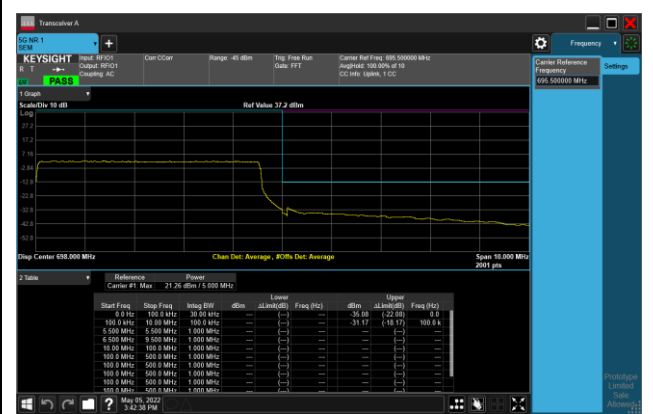 Transceiver A
5G NR 1
SEM
Frequency
KEYSIGHT
R T
PASS
Input: RFIO1
Output: RFIO1
Coupling: AC
Corr CCorr
Range: -45 dBm
Trig: Free Run
Gate: FFT
Carrier Ref Freq: 695.500000 MHz
Avg|Hold: 100.00% of 10
CC Info: Uplink, 1 CC
Carrier Reference
Frequency
695.500000 MHz
Settings
1 Graph
Scale/Div 10 dB
Ref Value 37.2 dBm
Log
27.2
17.2
7.16
-2.84
-12.8
-22.8
-32.8
-42.8
-52.8
Disp Center 698.000 MHz
Chan Det: Average, #Offs Det: Average
Span 10.000 MHz
2001 pts
2 Table
Reference Power
Carrier #1 Max 21.26 dBm / 5.000 MHz
Lower Upper
Start Freq Stop Freq Integ BW dBm ΔLimit(dB) Freq (Hz) dBm ΔLimit(dB) Freq (Hz)
0.0 Hz 100.0 kHz 30.00 kHz --- (---) --- -35.08 (-22.08) 0.0
100.0 kHz 10.00 MHz 100.0 kHz --- (---) --- -31.17 (-18.17) 100.0 k
5.500 MHz 5.500 MHz 1.000 MHz --- (---) --- --- (---) ---
6.500 MHz 9.500 MHz 1.000 MHz --- (---) --- --- (---) ---
10.00 MHz 100.0 MHz 1.000 MHz --- (---) --- --- (---) ---
100.0 MHz 500.0 MHz 1.000 MHz --- (---) --- --- (---) ---
100.0 MHz 500.0 MHz 1.000 MHz --- (---) --- --- (---) ---
100.0 MHz 500.0 MHz 1.000 MHz --- (---) --- --- (---) ---
100.0 MHz 500.0 MHz 1.000 MHz --- (---) --- --- (---) ---
Prototype
Limited
Sale
Allowed
May 05, 2022
3:42:38 PM